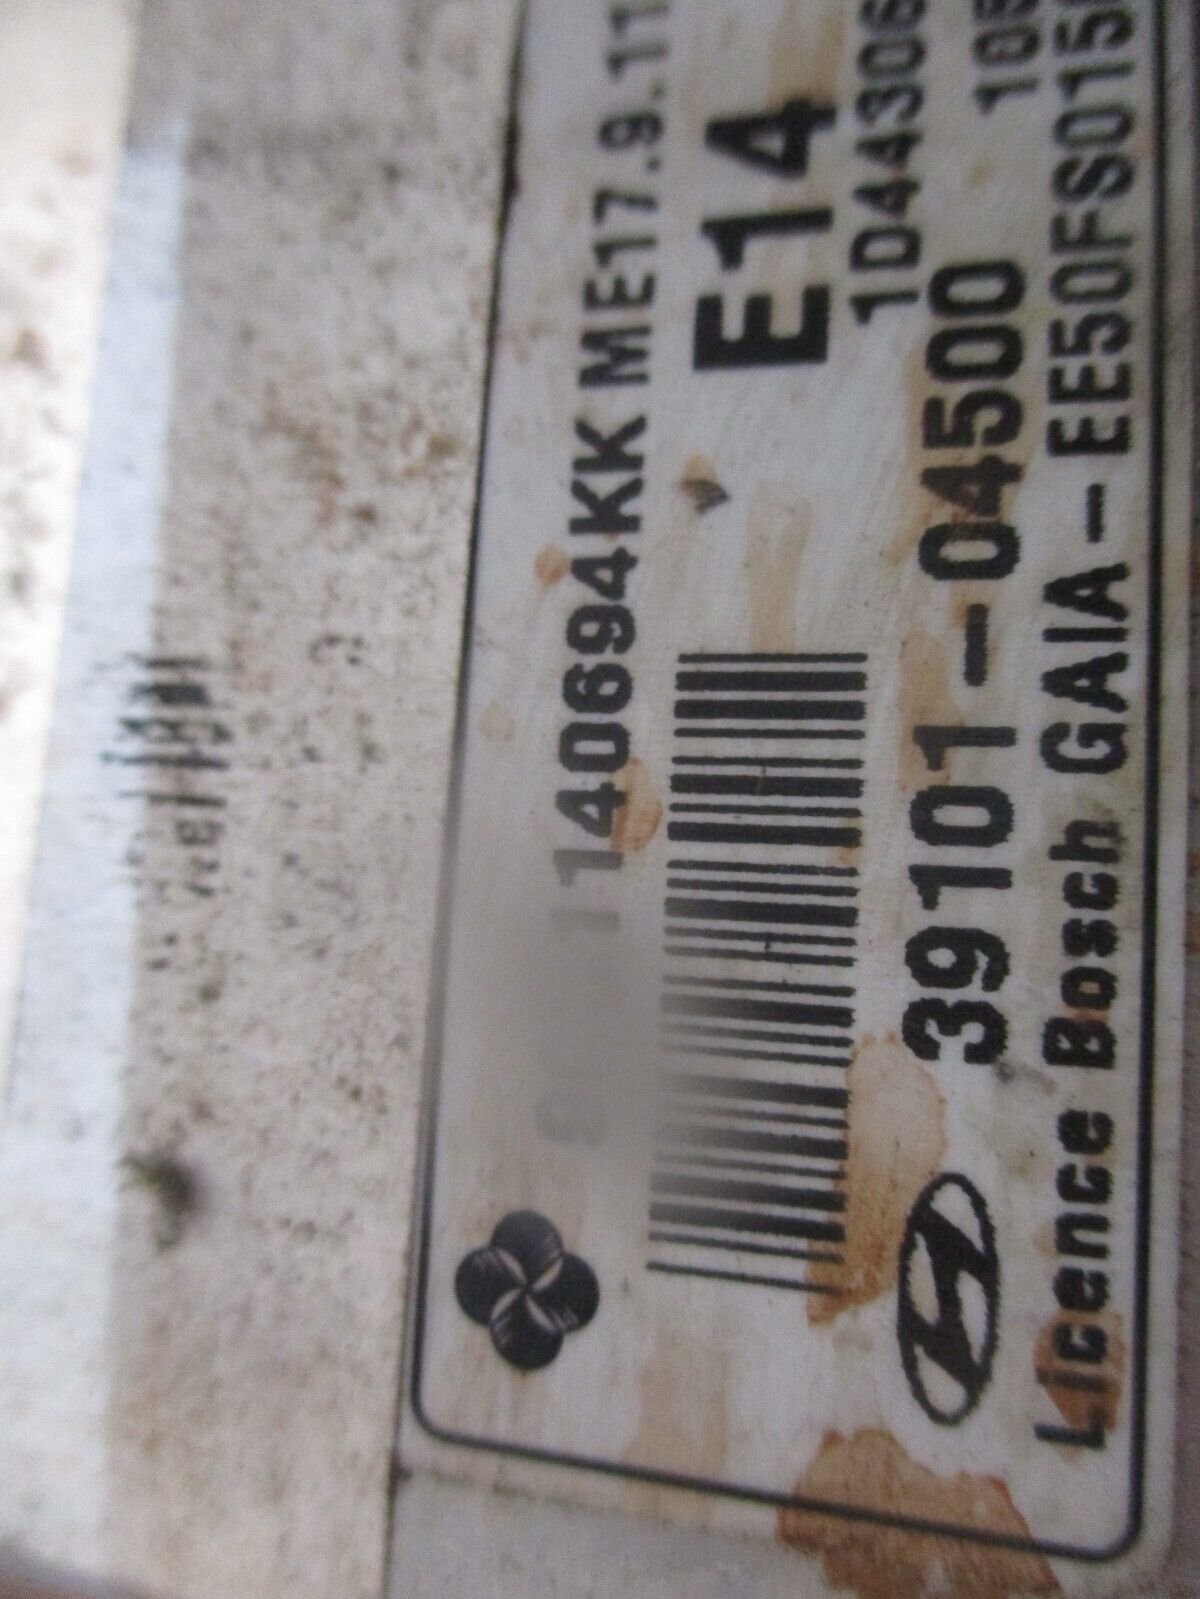 140694KK ME17.9.11
E14
1D44306
39101-04500
Licence Bosch GAIA-EE50FS015